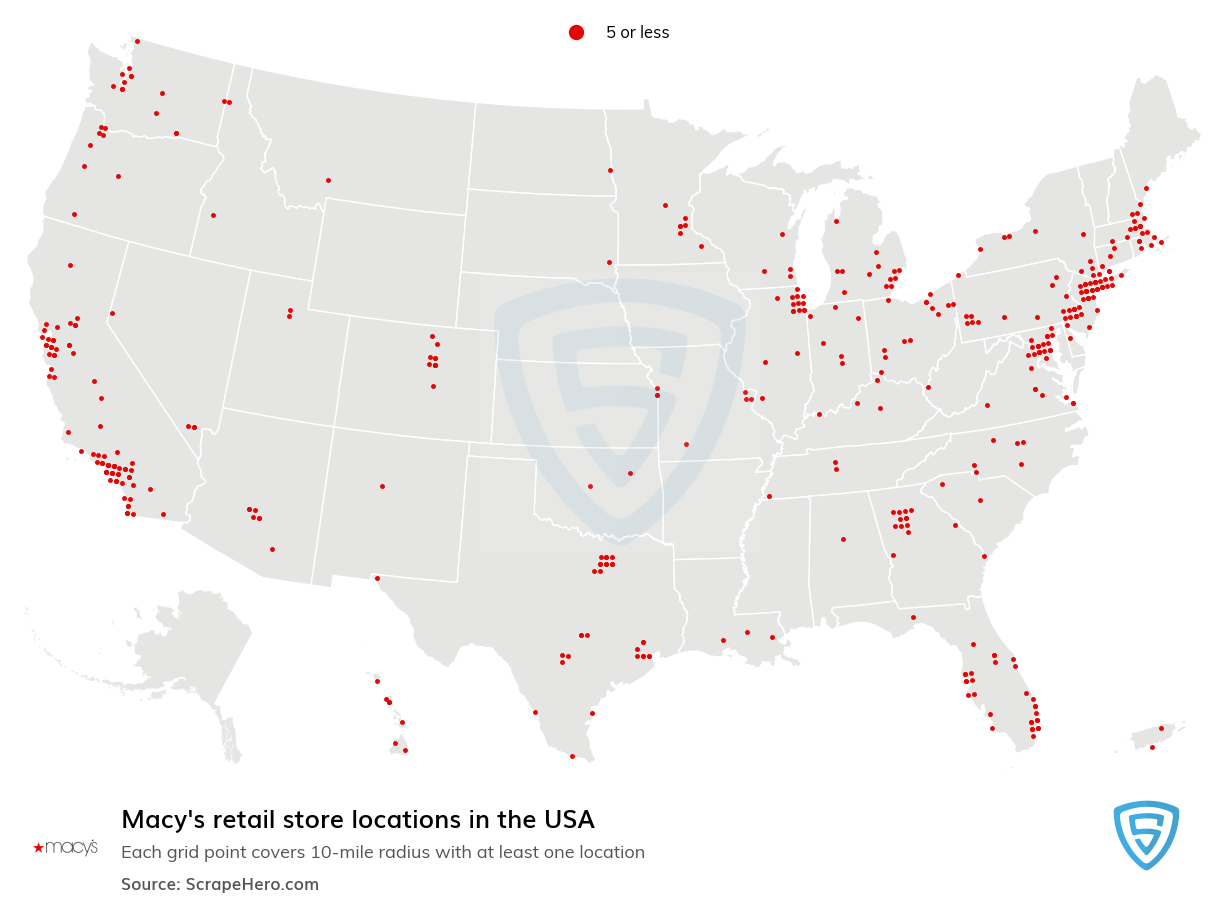 5 or less
Macy's retail store locations in the USA
macy's
Each grid point covers 10-mile radius with at least one location
Source: ScrapeHero.com